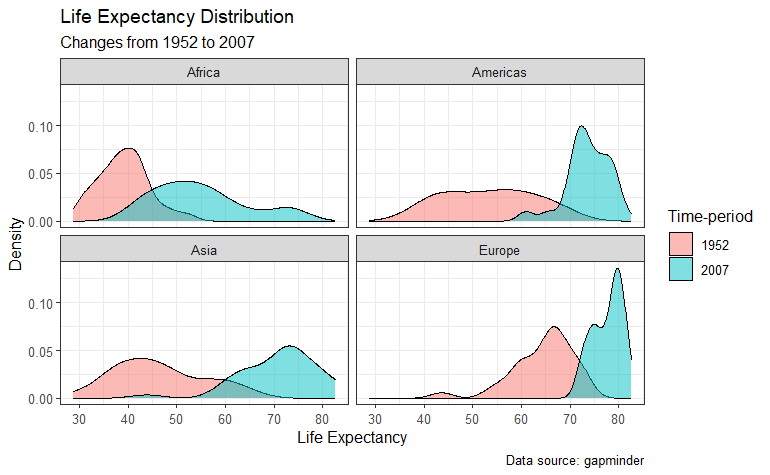 Life Expectancy Distribution
Changes from 1952 to 2007
Africa
Americas
0.10
0.05
0.00
Asia
Europe
0.10
0.05
0.00
Density
30 40 50 60 70 80
30 40 50 60 70 80
Life Expectancy
Time-period
1952
2007
Data source: gapminder